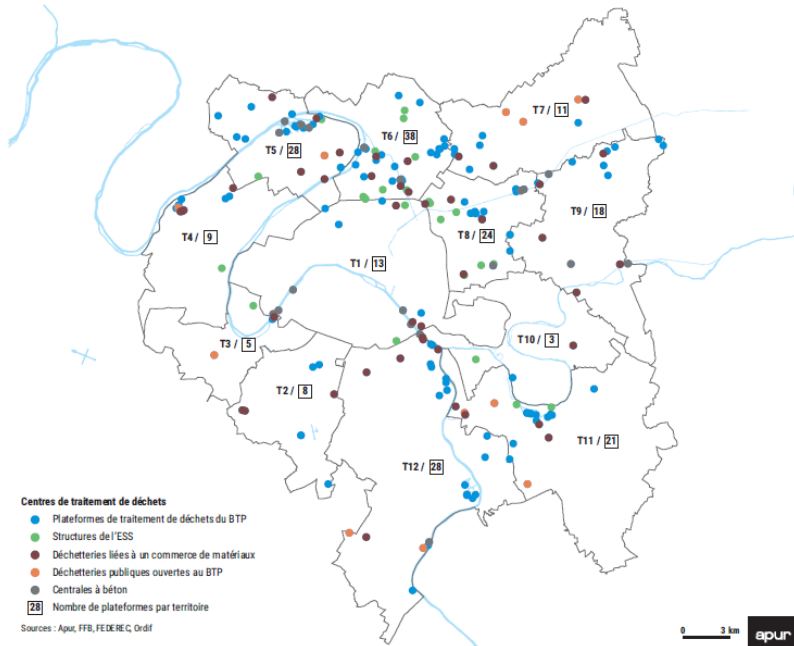 T7 / 11
T6 / 38
T5 / 28
T9 / 18
T8 / 24
T4 / 9
T1 / 13
T3 / 5
T10 / 3
T2 / 8
T11 / 21
T12 / 28
Centres de traitement de déchets
Plateformes de traitement de déchets du BTP
Structures de l'ESS
Déchetteries liées à un commerce de matériaux
Déchetteries publiques ouvertes au BTP
Centrales à béton
28 Nombre de plateformes par territoire
Sources : Apur, FFB, FEDEREC, Ordif
0 3 km
apur